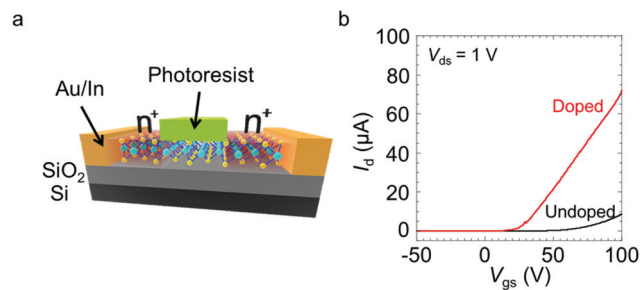 a
Photoresist
Au/In
n+
n+
SiO2
Si
b
100
80
60
40
20
0
Id (μA)
Vds = 1 V
Doped
Undoped
-50
0
50
100
Vgs (V)